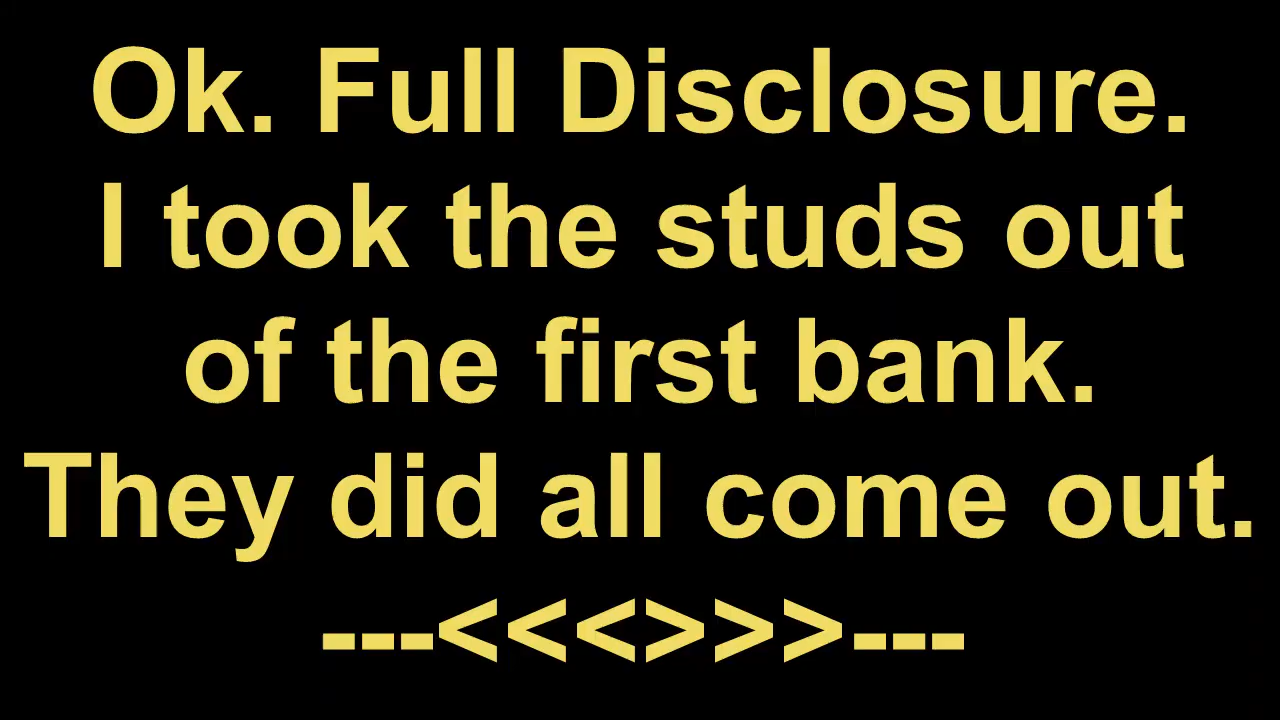 Ok. Full Disclosure.
I took the studs out
of the first bank.
They did all come out.
---<<<>>>---